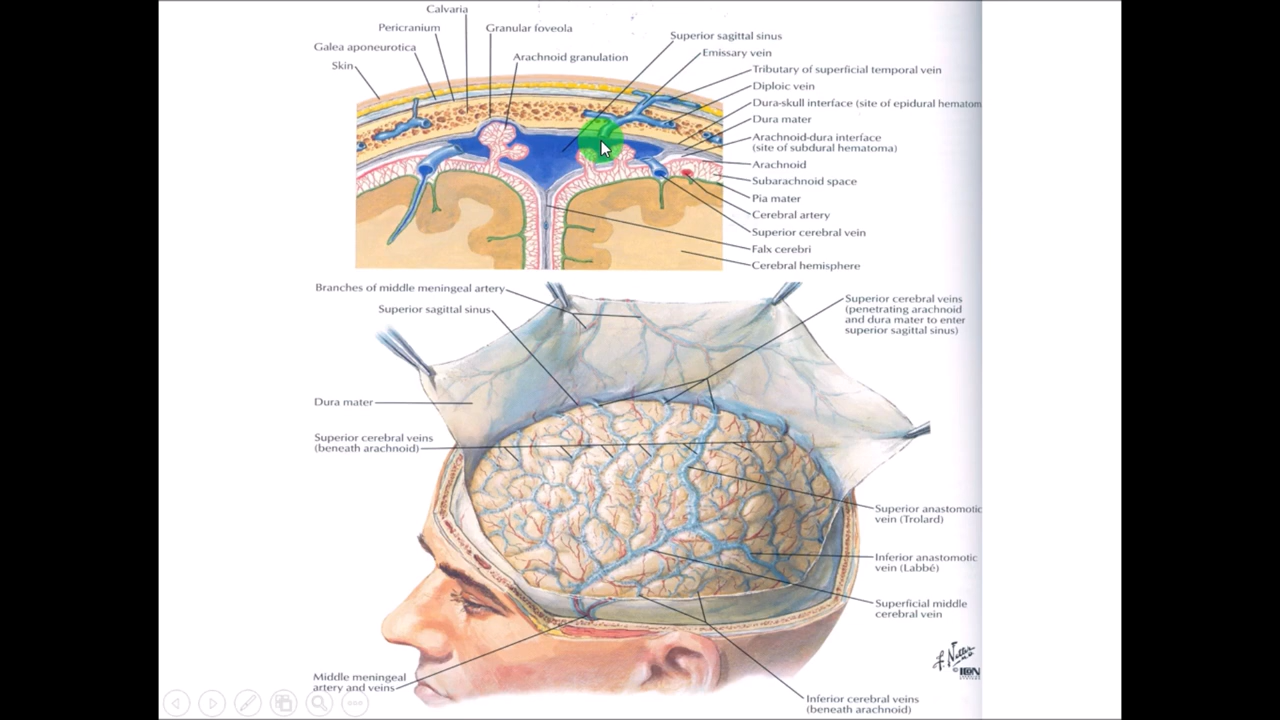 Calvaria
Pericranium
Granular foveola
Galea aponeurotica
Skin
Arachnoid granulation
Superior sagittal sinus
Emissary vein
Tributary of superficial temporal vein
Diploic vein
Dura-skull interface (site of epidural hematom
Dura mater
Arachnoid-dura interface
(site of subdural hematoma)
Arachnoid
Subarachnoid space
Pia mater
Cerebral artery
Superior cerebral vein
Falx cerebri
Cerebral hemisphere
Branches of middle meningeal artery
Superior sagittal sinus
Superior cerebral veins
(penetrating arachnoid
and dura mater to enter
superior sagittal sinus)
Dura mater
Superior cerebral veins
(beneath arachnoid)
Superior anastomotic
vein (Trolard)
Inferior anastomotic
vein (Labbé)
Superficial middle
cerebral vein
Middle meningeal
artery and veins
Inferior cerebral veins
(beneath arachnoid)
F. Netter